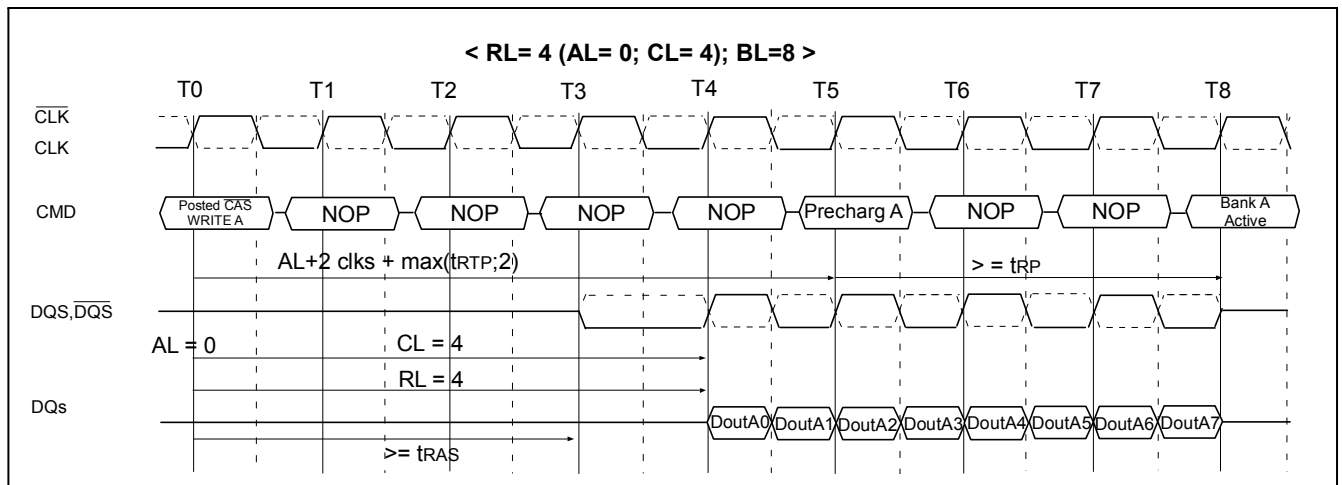 < RL= 4 (AL= 0; CL= 4); BL=8 >
T0 T1 T2 T3 T4 T5 T6 T7 T8
CLK
CLK
CMD
Posted CAS
WRITE A
NOP NOP NOP NOP Precharg A NOP NOP
Bank A
Active
AL+2 clks + max(tRTP;2) > = tRP
DQS,DQS
AL = 0 CL = 4
RL = 4
DQs
DoutA0 DoutA1 DoutA2 DoutA3 DoutA4 DoutA5 DoutA6 DoutA7
>= tRAS